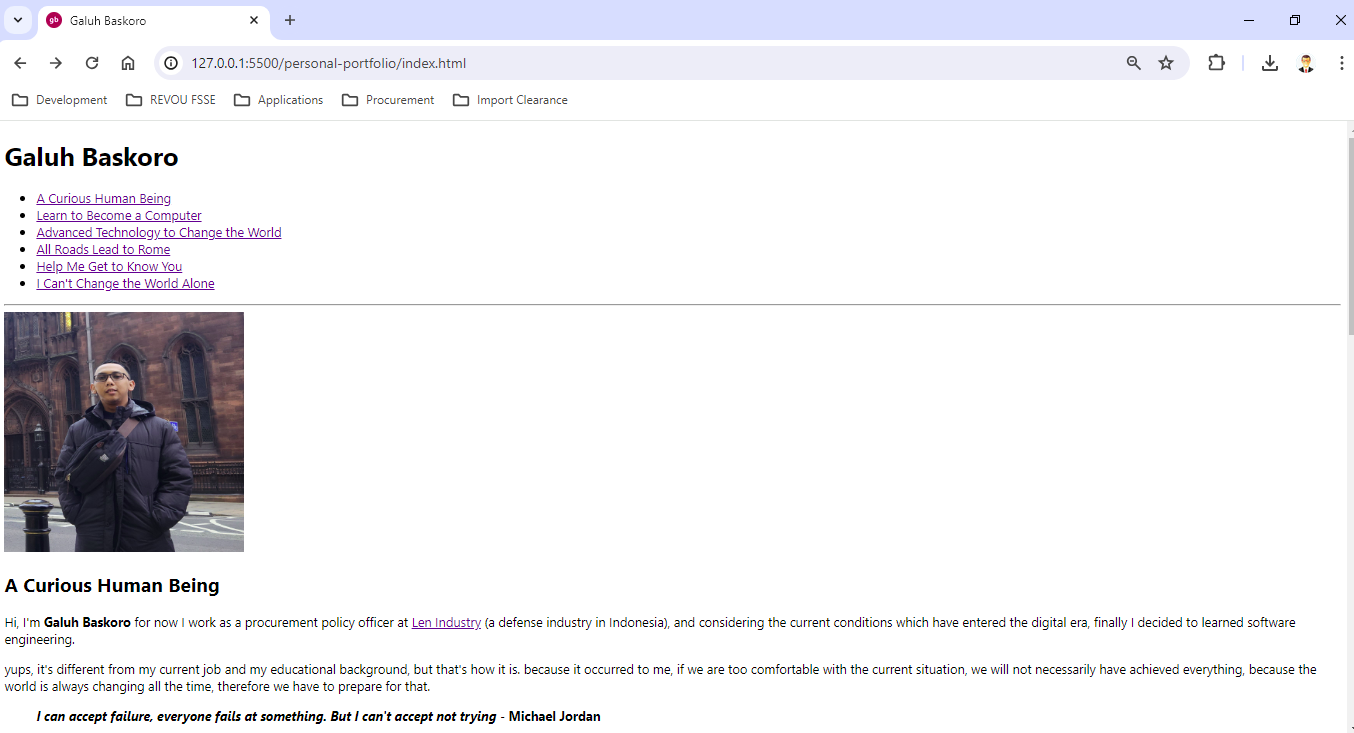 gb Galuh Baskoro
127.0.0.1:5500/personal-portfolio/index.html
Development REVOU FSSE Applications Procurement Import Clearance
Galuh Baskoro
A Curious Human Being
Learn to Become a Computer
Advanced Technology to Change the World
All Roads Lead to Rome
Help Me Get to Know You
I Can't Change the World Alone
A Curious Human Being
Hi, I'm Galuh Baskoro for now I work as a procurement policy officer at Len Industry (a defense industry in Indonesia), and considering the current conditions which have entered the digital era, finally I decided to learned software
engineering.
yups, it's different from my current job and my educational background, but that's how it is. because it occurred to me, if we are too comfortable with the current situation, we will not necessarily have achieved everything, because the
world is always changing all the time, therefore we have to prepare for that.
I can accept failure, everyone fails at something. But I can't accept not trying - Michael Jordan